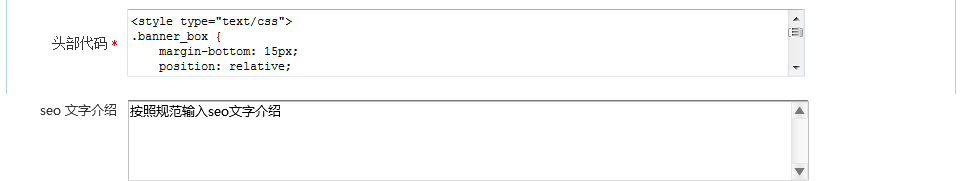 头部代码 *
<style type="text/css">
.banner_box {
    margin-bottom: 15px;
    position: relative;
seo 文字介绍
按照规范输入seo文字介绍